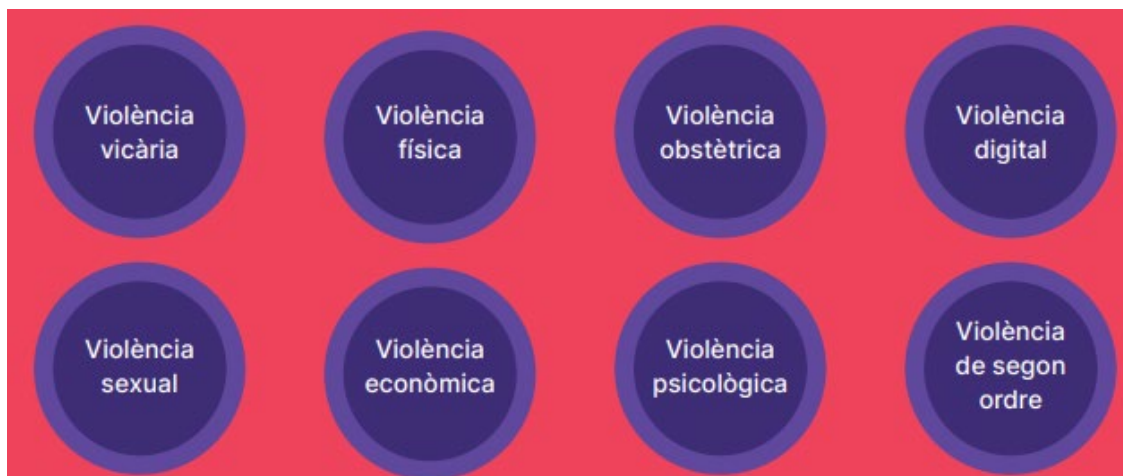 Violència
vicària
Violència
física
Violència
obstètrica
Violència
digital
Violència
sexual
Violència
econòmica
Violència
psicològica
Violència
de segon
ordre